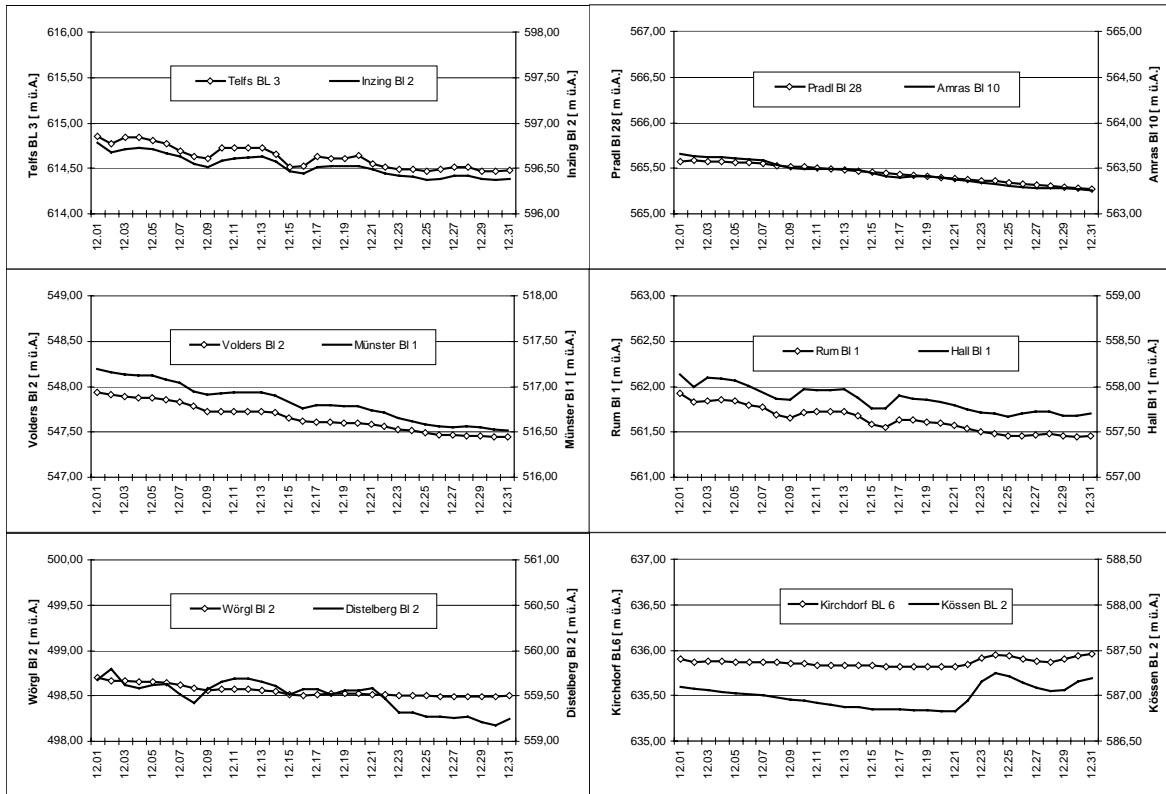 616,00
615,50
615,00
614,50
614,00
Telfs BL 3 [ m ü.A.]
Telfs BL 3
Inzing Bl 2
598,00
597,50
597,00
596,50
596,00
Inzing Bl 2 [ m ü.A.]
12.01 12.03 12.05 12.07 12.09 12.11 12.13 12.15 12.17 12.19 12.21 12.23 12.25 12.27 12.29 12.31
567,00
566,50
566,00
565,50
565,00
Pradl Bl 28 [ m ü.A.]
Pradl Bl 28
Amras Bl 10
565,00
564,50
564,00
563,50
563,00
Amras Bl 10 [ m ü.A.]
12.01 12.03 12.05 12.07 12.09 12.11 12.13 12.15 12.17 12.19 12.21 12.23 12.25 12.27 12.29 12.31
549,00
548,50
548,00
547,50
547,00
Volders Bl 2 [ m ü.A.]
Volders Bl 2
Münster Bl 1
518,00
517,50
517,00
516,50
516,00
Münster Bl 1 [ m ü.A.]
12.01 12.03 12.05 12.07 12.09 12.11 12.13 12.15 12.17 12.19 12.21 12.23 12.25 12.27 12.29 12.31
563,00
562,50
562,00
561,50
561,00
Rum Bl 1 [ m ü.A.]
Rum Bl 1
Hall Bl 1
559,00
558,50
558,00
557,50
557,00
Hall Bl 1 [ m ü.A.]
12.01 12.03 12.05 12.07 12.09 12.11 12.13 12.15 12.17 12.19 12.21 12.23 12.25 12.27 12.29 12.31
500,00
499,50
499,00
498,50
498,00
Wörgl Bl 2 [ m ü.A.]
Wörgl Bl 2
Distelberg Bl 2
561,00
560,50
560,00
559,50
559,00
Distelberg Bl 2 [ m ü.A.]
12.01 12.03 12.05 12.07 12.09 12.11 12.13 12.15 12.17 12.19 12.21 12.23 12.25 12.27 12.29 12.31
637,00
636,50
636,00
635,50
635,00
Kirchdorf BL6 [ m ü.A.]
Kirchdorf BL 6
Kössen BL 2
588,50
588,00
587,50
587,00
586,50
Kössen BL 2 [ m ü.A.]
12.01 12.03 12.05 12.07 12.09 12.11 12.13 12.15 12.17 12.19 12.21 12.23 12.25 12.27 12.29 12.31